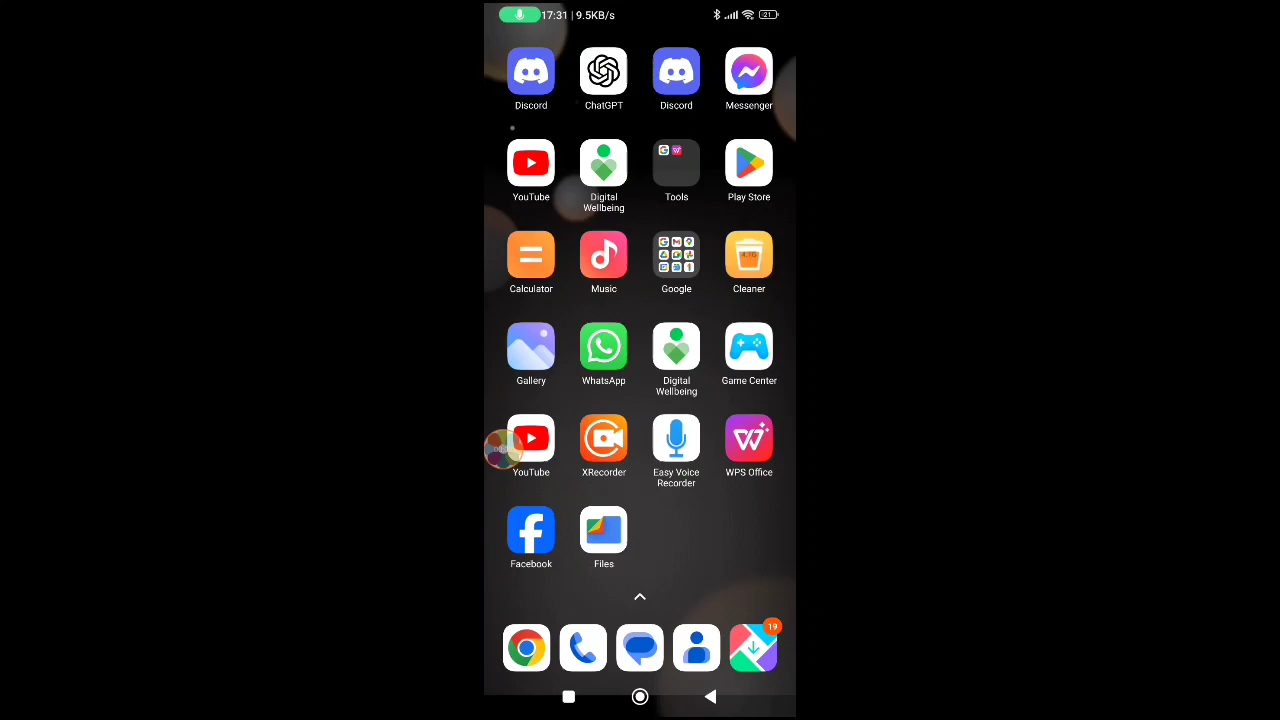 17:31 | 9.5KB/s
21
Discord
ChatGPT
Discord
Messenger
YouTube
Digital
Wellbeing
Tools
Play Store
Calculator
Music
Google
Cleaner
Gallery
WhatsApp
Digital
Wellbeing
Game Center
YouTube
XRecorder
Easy Voice
Recorder
WPS Office
Facebook
Files
19